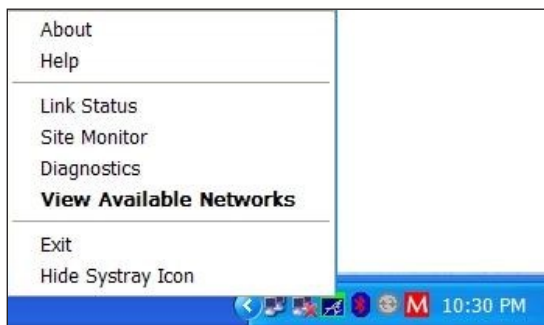 About
Help
Link Status
Site Monitor
Diagnostics
View Available Networks
Exit
Hide Systray Icon
M 10:30 PM